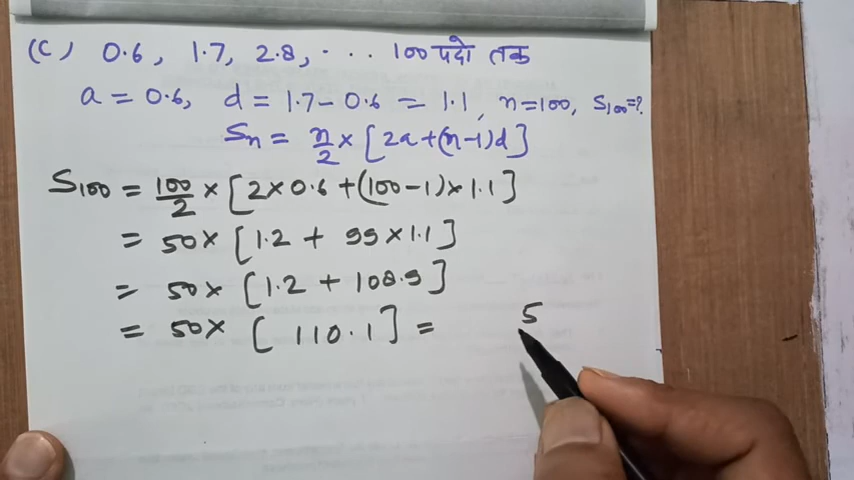 (C) 0.6, 1.7, 2.8, . . . 100 पदो तक
a = 0.6, d = 1.7 - 0.6 = 1.1, n = 100, S₁₀₀ = ?
Sn = n/2 × [2a + (n-1)d]
S₁₀₀ = 100/2 × [2 × 0.6 + (100 - 1) × 1.1]
= 50 × [1.2 + 99 × 1.1]
= 50 × [1.2 + 108.9]
= 50 × [110.1] = 5